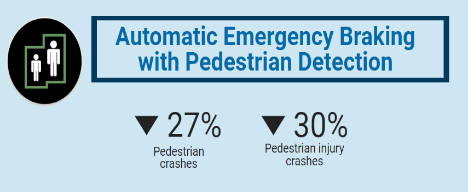 Automatic Emergency Braking
with Pedestrian Detection
▼ 27%
Pedestrian
crashes
▼ 30%
Pedestrian injury
crashes